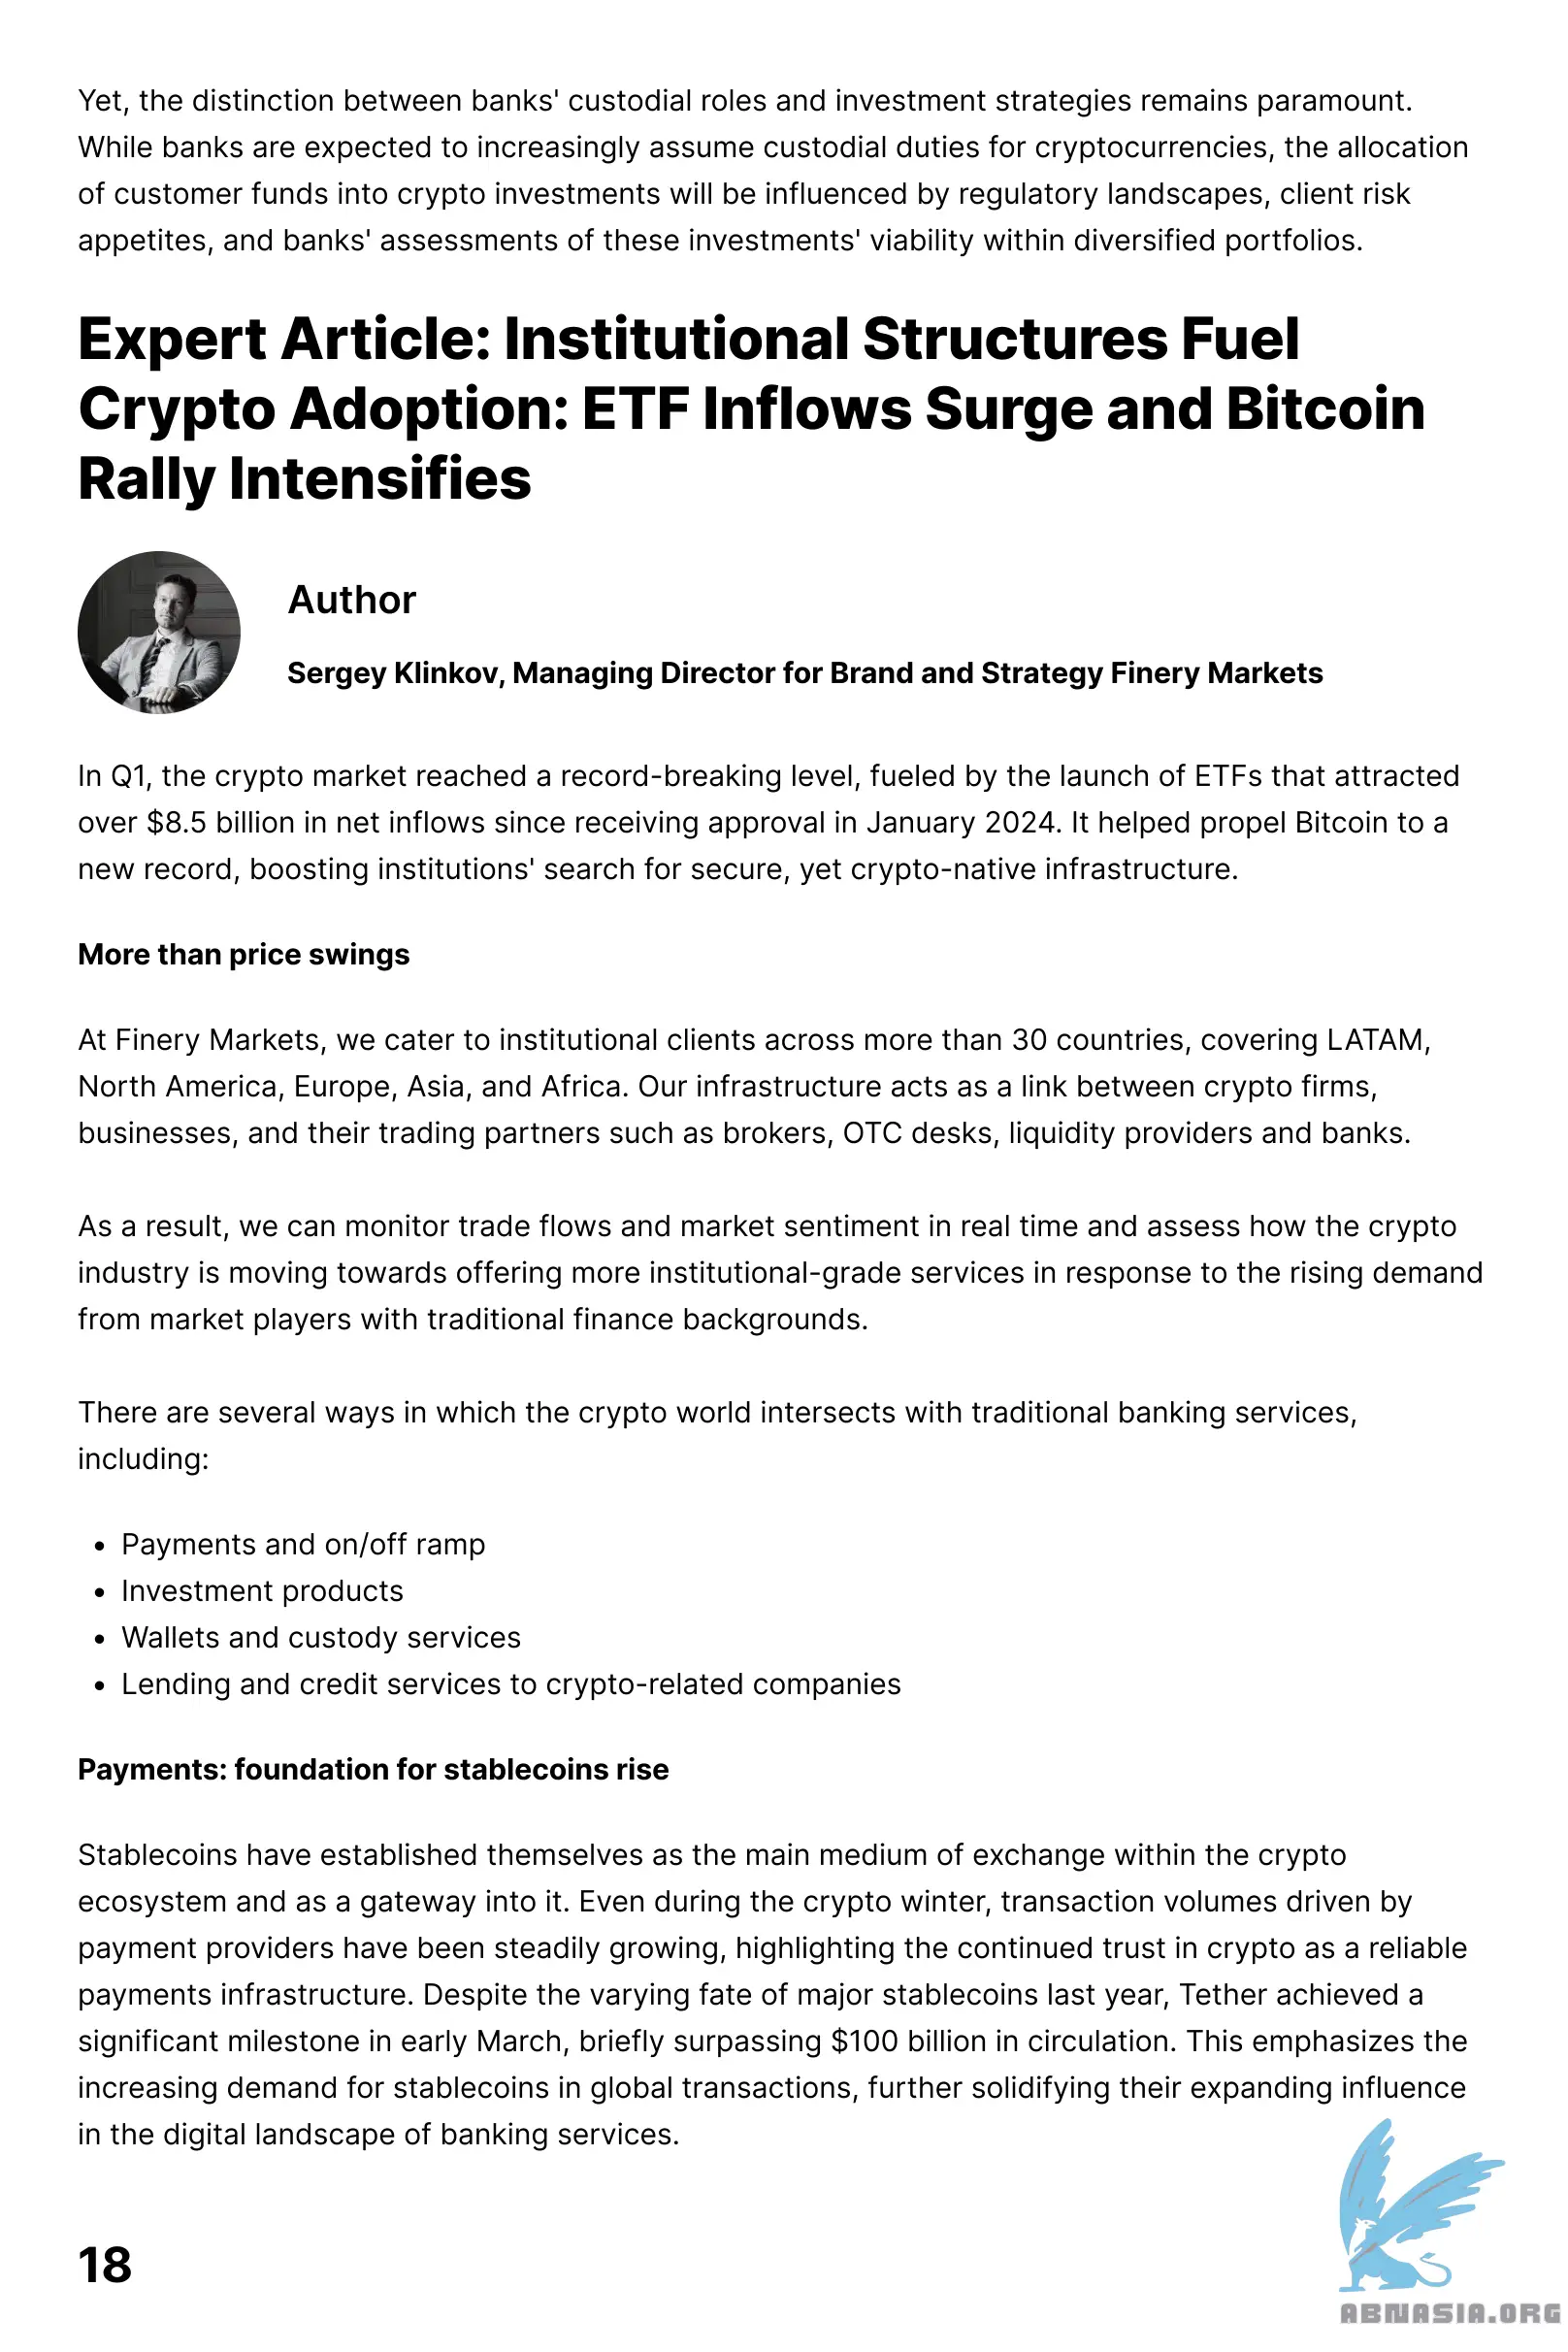 Yet, the distinction between banks' custodial roles and investment strategies remains paramount.
While banks are expected to increasingly assume custodial duties for cryptocurrencies, the allocation
of customer funds into crypto investments will be influenced by regulatory landscapes, client risk
appetites, and banks' assessments of these investments' viability within diversified portfolios.
Expert Article: Institutional Structures Fuel
Crypto Adoption: ETF Inflows Surge and Bitcoin
Rally Intensifies
Author
Sergey Klinkov, Managing Director for Brand and Strategy Finery Markets
In Q1, the crypto market reached a record-breaking level, fueled by the launch of ETFs that attracted
over $8.5 billion in net inflows since receiving approval in January 2024. It helped propel Bitcoin to a
new record, boosting institutions' search for secure, yet crypto-native infrastructure.
More than price swings
At Finery Markets, we cater to institutional clients across more than 30 countries, covering LATAM,
North America, Europe, Asia, and Africa. Our infrastructure acts as a link between crypto firms,
businesses, and their trading partners such as brokers, OTC desks, liquidity providers and banks.
As a result, we can monitor trade flows and market sentiment in real time and assess how the crypto
industry is moving towards offering more institutional-grade services in response to the rising demand
from market players with traditional finance backgrounds.
There are several ways in which the crypto world intersects with traditional banking services,
including:
• Payments and on/off ramp
• Investment products
• Wallets and custody services
• Lending and credit services to crypto-related companies
Payments: foundation for stablecoins rise
Stablecoins have established themselves as the main medium of exchange within the crypto
ecosystem and as a gateway into it. Even during the crypto winter, transaction volumes driven by
payment providers have been steadily growing, highlighting the continued trust in crypto as a reliable
payments infrastructure. Despite the varying fate of major stablecoins last year, Tether achieved a
significant milestone in early March, briefly surpassing $100 billion in circulation. This emphasizes the
increasing demand for stablecoins in global transactions, further solidifying their expanding influence
in the digital landscape of banking services.
18
ABNASIA.ORG